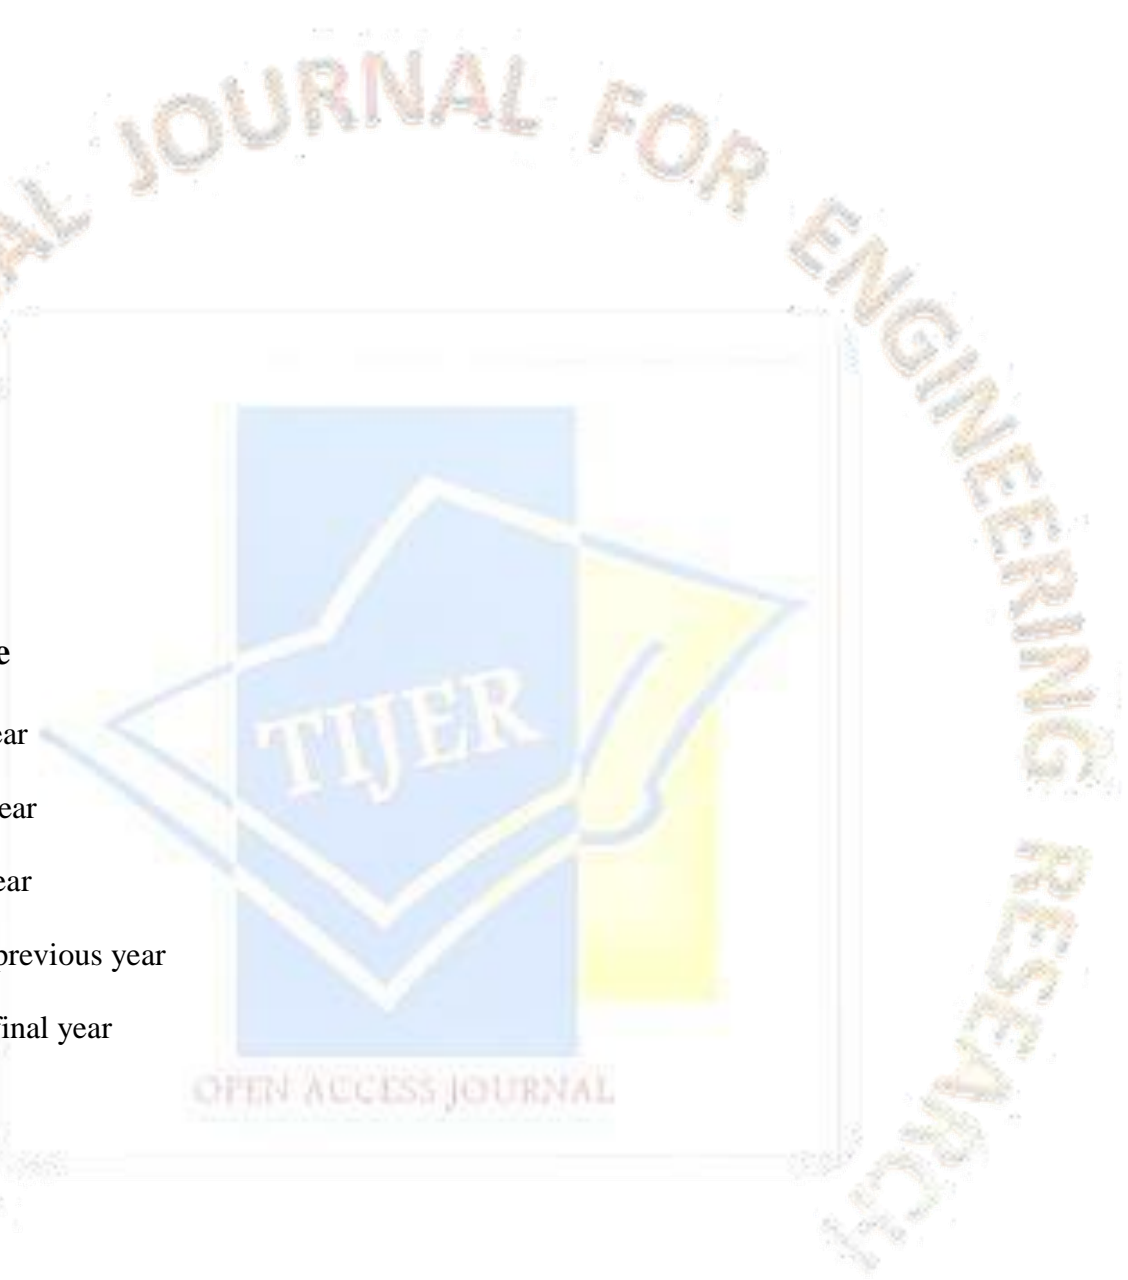 JOURNAL FOR ENGINEERING RESEARCH
TIJER
ear
ear
ear
previous year
final year
OPEN ACCESS JOURNAL